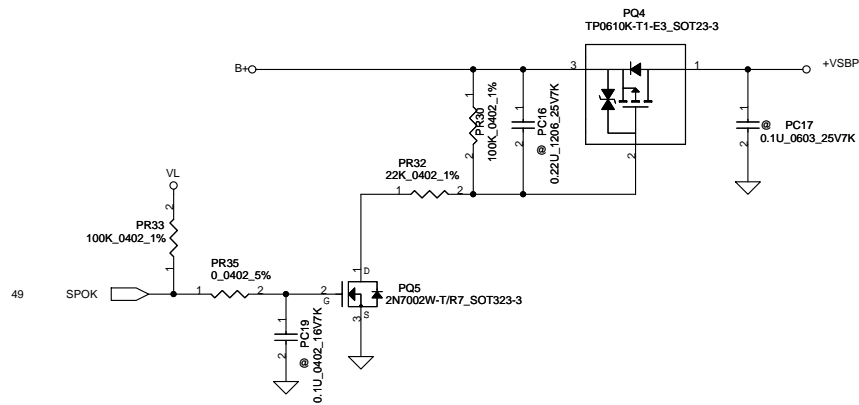 PQ4
TP0610K-T1-E3_SOT23-3
B+
3
1
+VSBP
1
2
PR30
100K_0402_1%
1
2
@ PC16
0.22U_1206_25V7K
1
2
@ PC17
0.1U_0603_25V7K
2
VL
PR32
22K_0402_1%
1
2
2
PR33
100K_0402_1%
1
PR35
0_0402_5%
49
SPOK
1
2
2
G
1
D
PQ5
2N7002W-T/R7_SOT323-3
3
S
1
2
@ PC19
0.1U_0402_16V7K